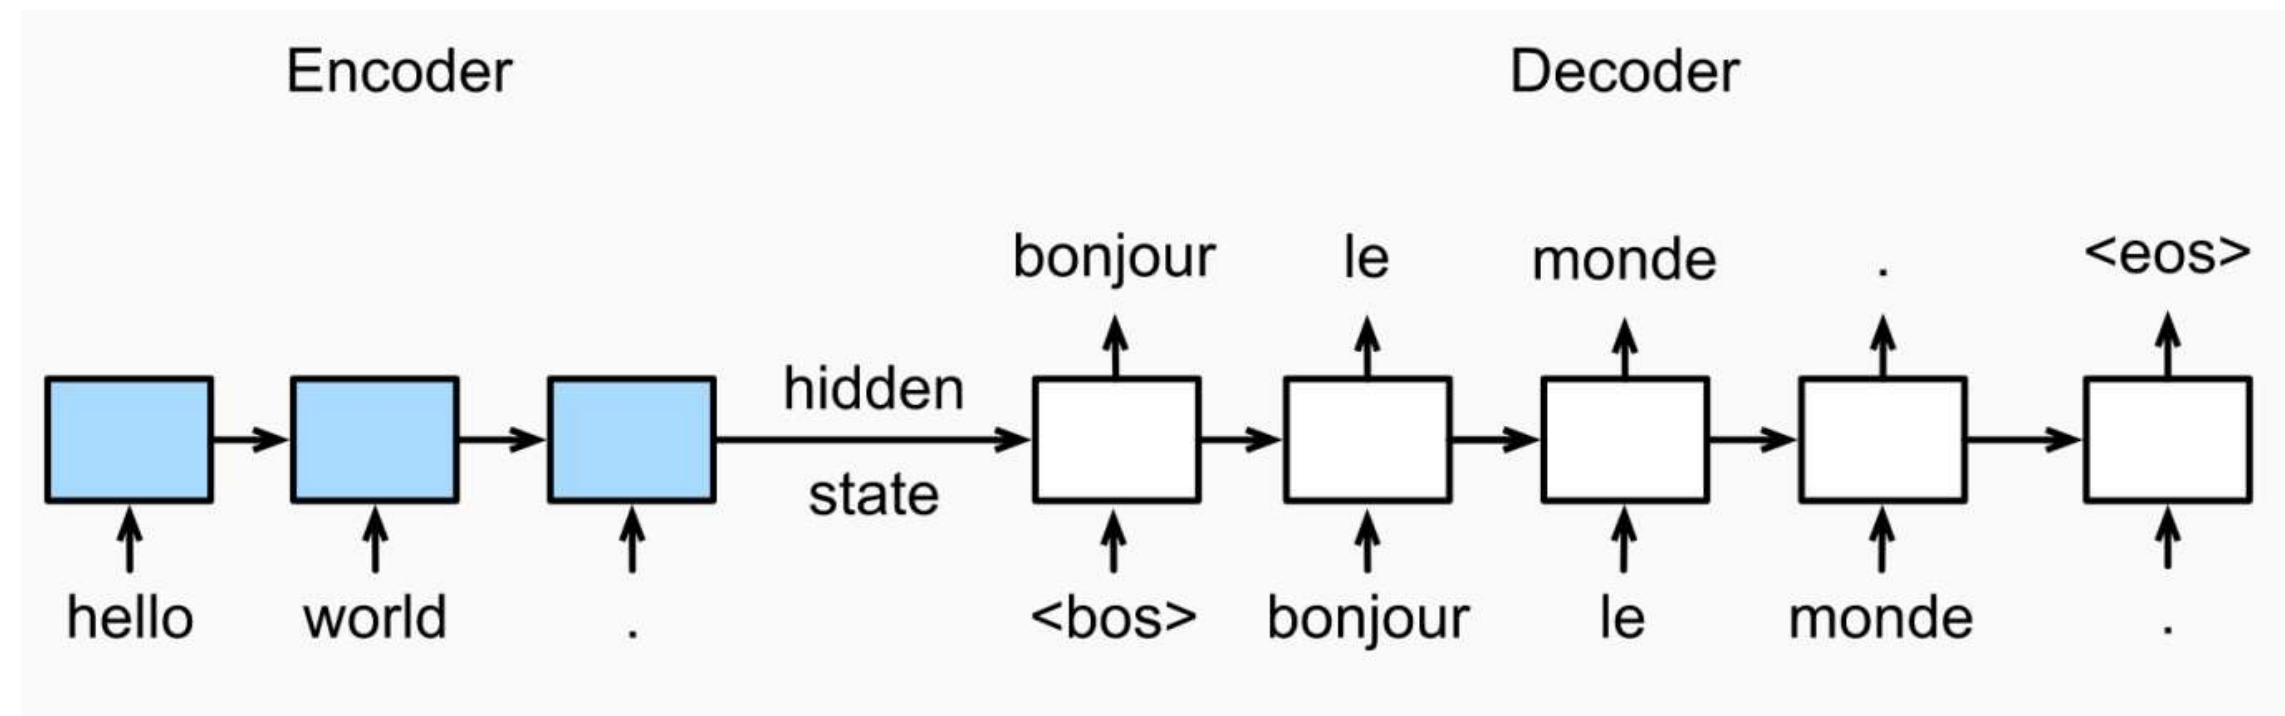 Encoder Decoder
bonjour le monde . <eos>
hidden
state
hello world . <bos> bonjour le monde .